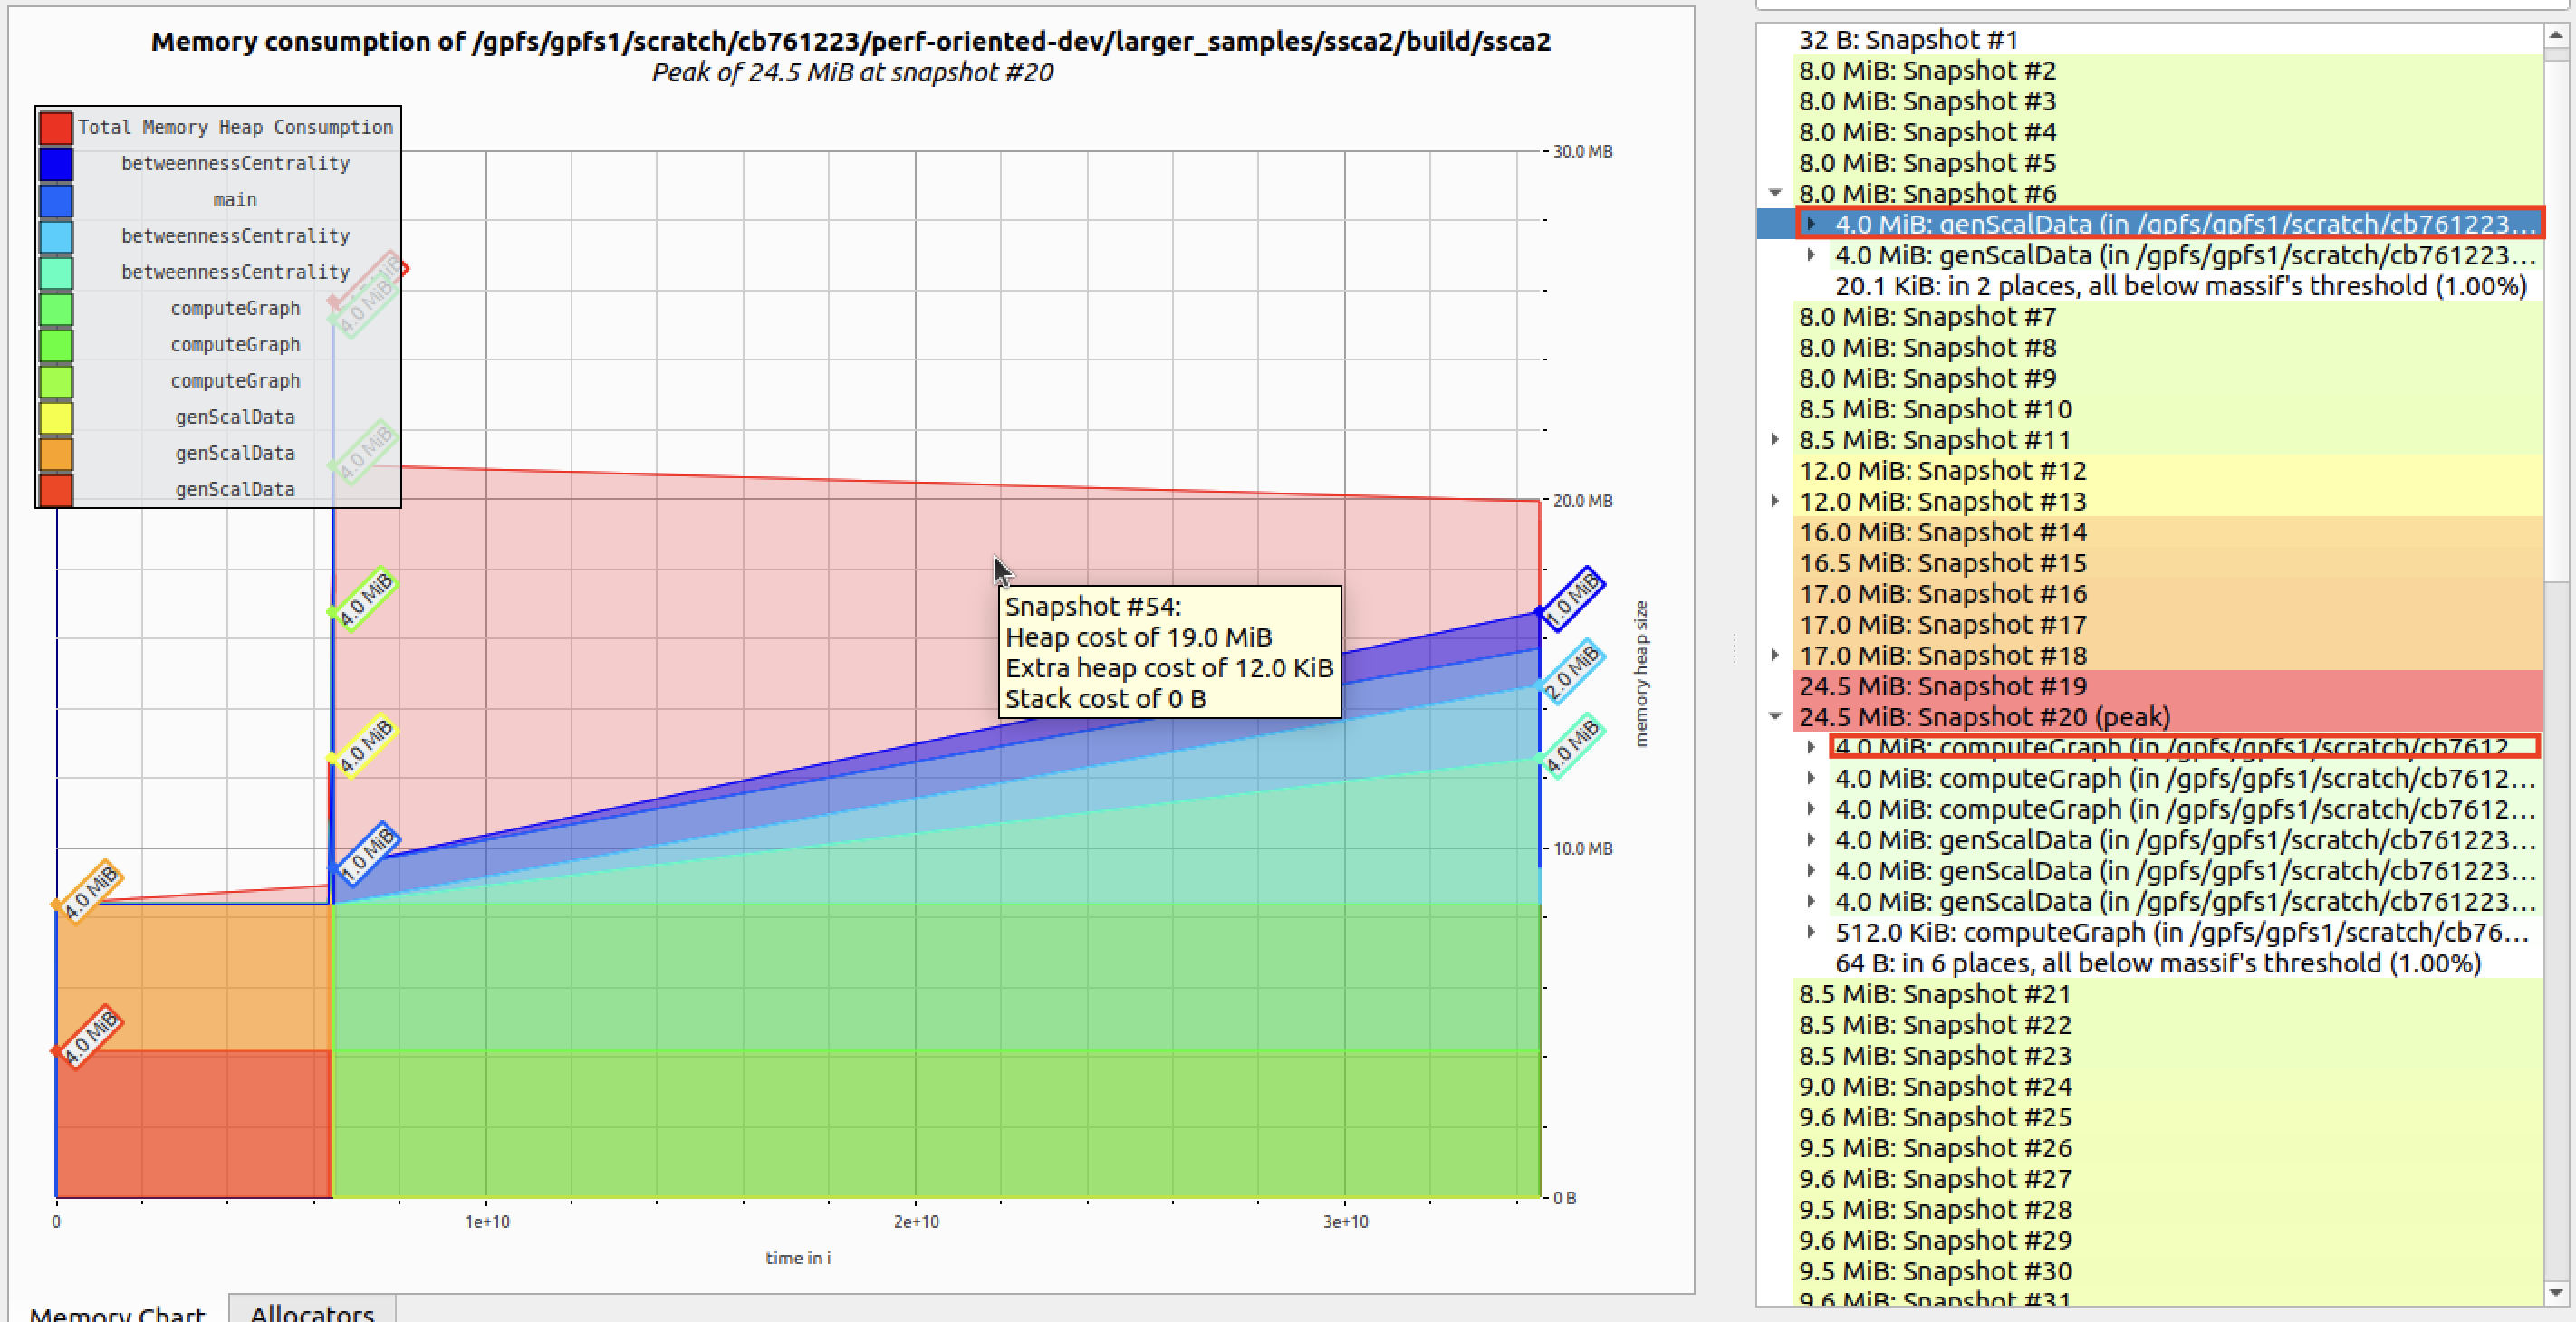 Memory consumption of /gpfs/gpfs1/scratch/cb761223/perf-oriented-dev/larger_samples/ssca2/build/ssca2
Peak of 24.5 MiB at snapshot #20
Total Memory Heap Consumption
betweennessCentrality
main
betweennessCentrality
betweennessCentrality
computeGraph
computeGraph
computeGraph
genScalData
genScalData
genScalData
4.0 MiB
4.0 MiB
4.0 MiB
4.0 MiB
1.0 MiB
4.0 MiB
4.0 MiB
1.0 MiB
2.0 MiB
4.0 MiB
30.0 MB
20.0 MB
10.0 MB
0 B
memory heap size
Snapshot #54:
Heap cost of 19.0 MiB
Extra heap cost of 12.0 KiB
Stack cost of 0 B
0
1e+10
2e+10
3e+10
time in i
Memory Chart
Allocators
32 B: Snapshot #1
8.0 MiB: Snapshot #2
8.0 MiB: Snapshot #3
8.0 MiB: Snapshot #4
8.0 MiB: Snapshot #5
8.0 MiB: Snapshot #6
4.0 MiB: genScalData (in /gpfs/gpfs1/scratch/cb761223...
4.0 MiB: genScalData (in /gpfs/gpfs1/scratch/cb761223...
20.1 KiB: in 2 places, all below massif's threshold (1.00%)
8.0 MiB: Snapshot #7
8.0 MiB: Snapshot #8
8.0 MiB: Snapshot #9
8.5 MiB: Snapshot #10
8.5 MiB: Snapshot #11
12.0 MiB: Snapshot #12
12.0 MiB: Snapshot #13
16.0 MiB: Snapshot #14
16.5 MiB: Snapshot #15
17.0 MiB: Snapshot #16
17.0 MiB: Snapshot #17
17.0 MiB: Snapshot #18
24.5 MiB: Snapshot #19
24.5 MiB: Snapshot #20 (peak)
4.0 MiB: computeGraph (in /gpfs/gpfs1/scratch/cb7612
4.0 MiB: computeGraph (in /gpfs/gpfs1/scratch/cb7612...
4.0 MiB: computeGraph (in /gpfs/gpfs1/scratch/cb7612...
4.0 MiB: genScalData (in /gpfs/gpfs1/scratch/cb761223...
4.0 MiB: genScalData (in /gpfs/gpfs1/scratch/cb761223...
4.0 MiB: genScalData (in /gpfs/gpfs1/scratch/cb761223...
512.0 KiB: computeGraph (in /gpfs/gpfs1/scratch/cb76...
64 B: in 6 places, all below massif's threshold (1.00%)
8.5 MiB: Snapshot #21
8.5 MiB: Snapshot #22
8.5 MiB: Snapshot #23
9.0 MiB: Snapshot #24
9.6 MiB: Snapshot #25
9.5 MiB: Snapshot #26
9.6 MiB: Snapshot #27
9.5 MiB: Snapshot #28
9.6 MiB: Snapshot #29
9.5 MiB: Snapshot #30
9.6 MiB: Snapshot #31